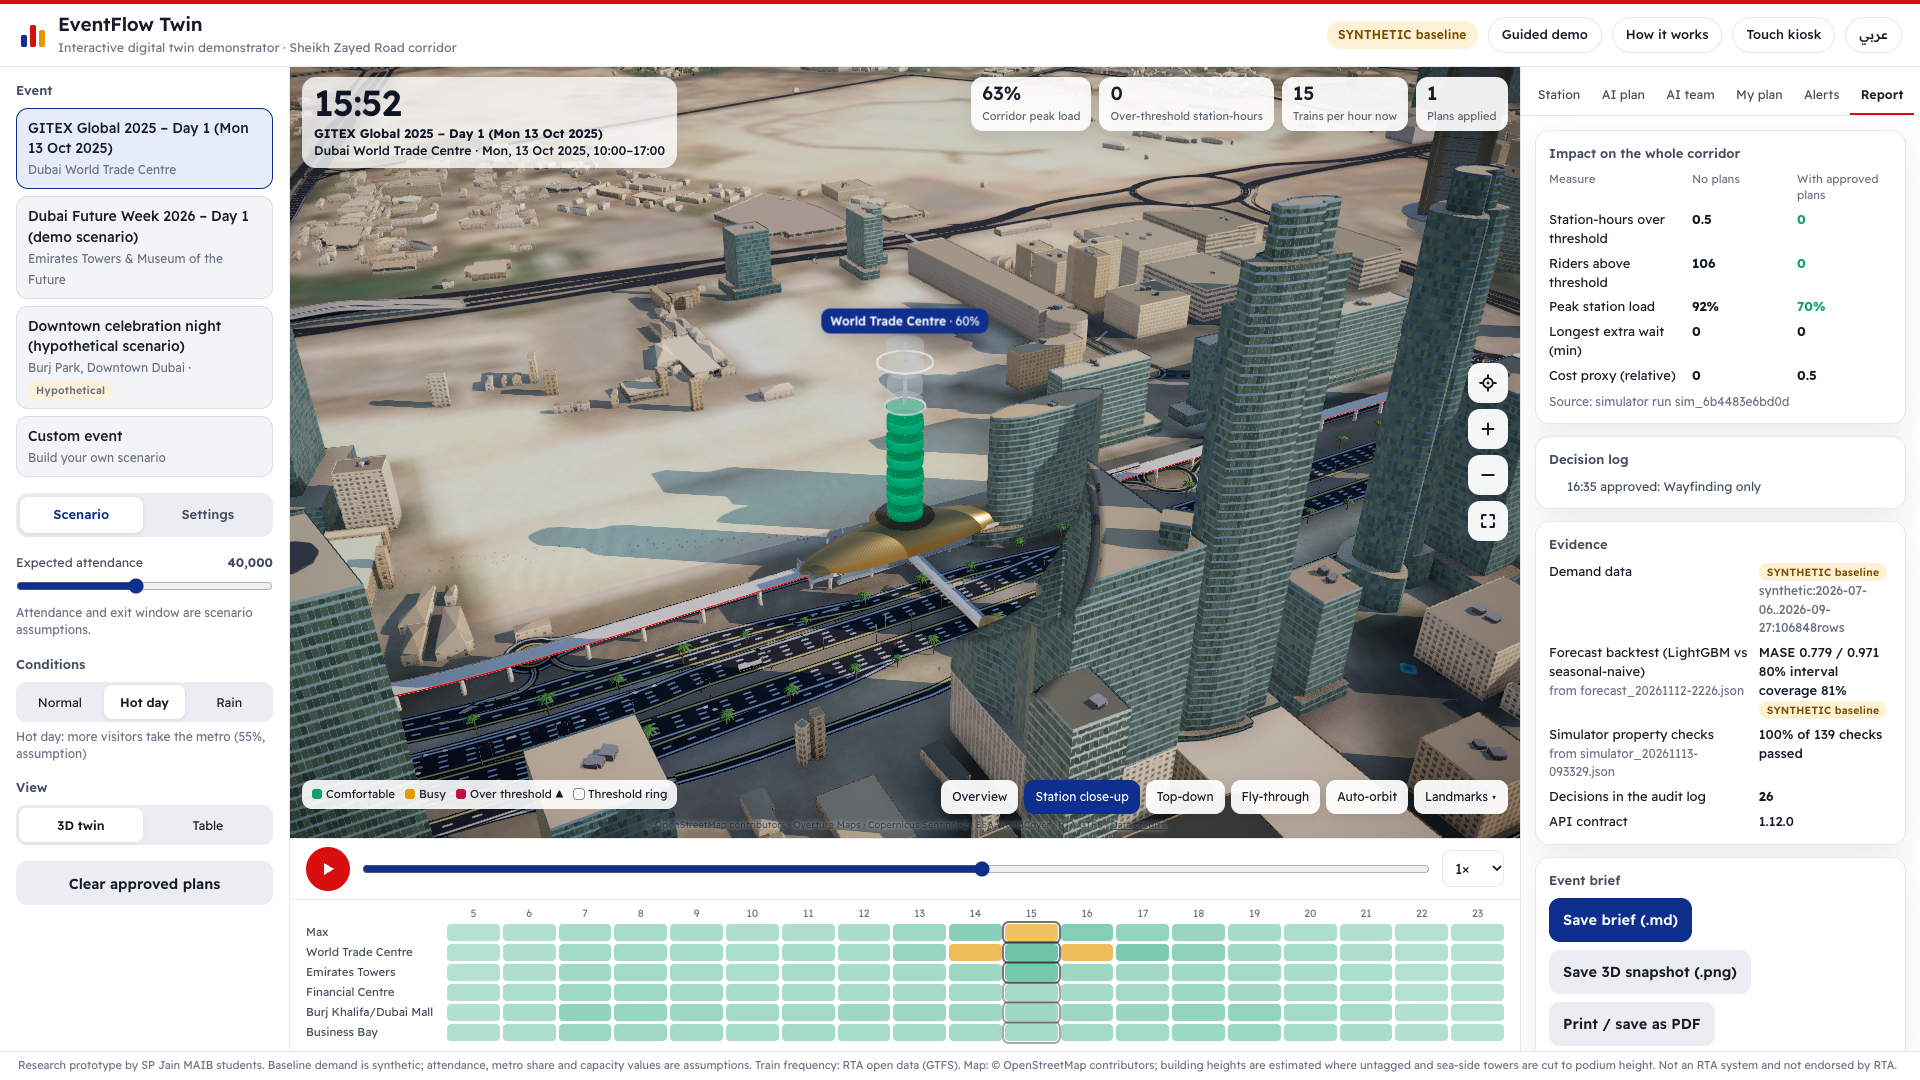 EventFlow Twin
Interactive digital twin demonstrator · Sheikh Zayed Road corridor
SYNTHETIC baseline
Guided demo
How it works
Touch kiosk
عربي
Event
GITEX Global 2025 – Day 1 (Mon
13 Oct 2025)
Dubai World Trade Centre
Dubai Future Week 2026 – Day 1
(demo scenario)
Emirates Towers & Museum of the
Future
Downtown celebration night
(hypothetical scenario)
Burj Park, Downtown Dubai ·
Hypothetical
Custom event
Build your own scenario
Scenario
Settings
Expected attendance
40,000
Attendance and exit window are scenario
assumptions.
Conditions
Normal
Hot day
Rain
Hot day: more visitors take the metro (55%,
assumption)
View
3D twin
Table
Clear approved plans
15:52
GITEX Global 2025 – Day 1 (Mon 13 Oct 2025)
Dubai World Trade Centre · Mon, 13 Oct 2025, 10:00–17:00
63%
Corridor peak load
0
Over-threshold station-hours
15
Trains per hour now
1
Plans applied
World Trade Centre · 60%
Comfortable
Busy
Over threshold ▲
Threshold ring
Overview
Station close-up
Top-down
Fly-through
Auto-orbit
Landmarks
1×
5 6 7 8 9 10 11 12 13 14 15 16 17 18 19 20 21 22 23
Max
World Trade Centre
Emirates Towers
Financial Centre
Burj Khalifa/Dubai Mall
Business Bay
Station
AI plan
AI team
My plan
Alerts
Report
Impact on the whole corridor
Measure No plans With approved
plans
Station-hours over 0.5 0
threshold
Riders above 106 0
threshold
Peak station load 92% 70%
Longest extra wait 0 0
(min)
Cost proxy (relative) 0 0.5
Source: simulator run sim_6b4483e6bd0d
Decision log
16:35 approved: Wayfinding only
Evidence
Demand data SYNTHETIC baseline
synthetic:2026-07-
06..2026-09-
27:106848rows
Forecast backtest (LightGBM vs MASE 0.779 / 0.971
seasonal-naive) 80% interval
from forecast_20261112-2226.json coverage 81%
SYNTHETIC baseline
Simulator property checks 100% of 139 checks
from simulator_20261113- passed
093329.json
Decisions in the audit log 26
API contract 1.12.0
Event brief
Save brief (.md)
Save 3D snapshot (.png)
Print / save as PDF
Research prototype by SP Jain MAIB students. Baseline demand is synthetic; attendance, metro share and capacity values are assumptions. Train frequency: RTA open data (GTFS). Map: © OpenStreetMap contributors; building heights are estimated where untagged and sea-side towers are cut to podium height. Not an RTA system and not endorsed by RTA.